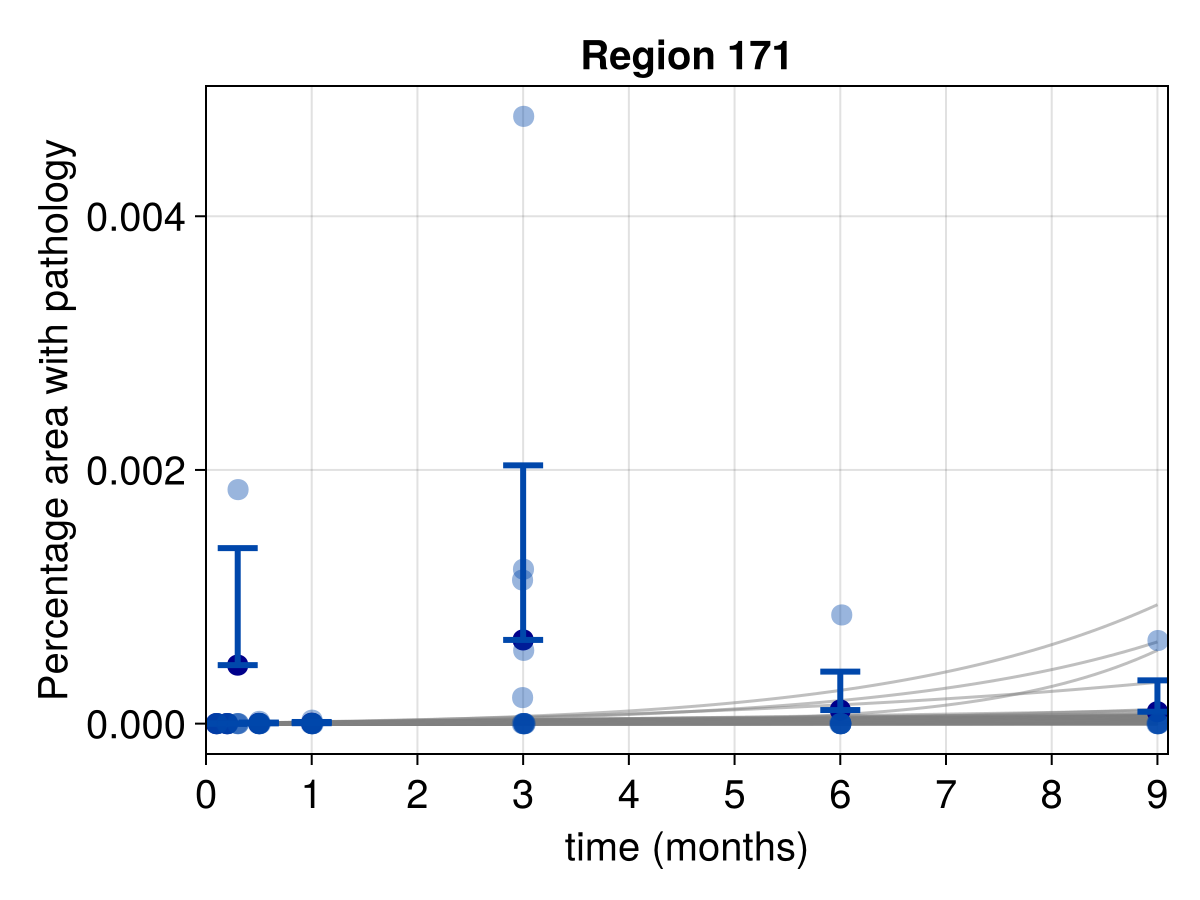 Region 171
Percentage area with pathology
0.004
0.002
0.000
0 1 2 3 4 5 6 7 8 9
time (months)